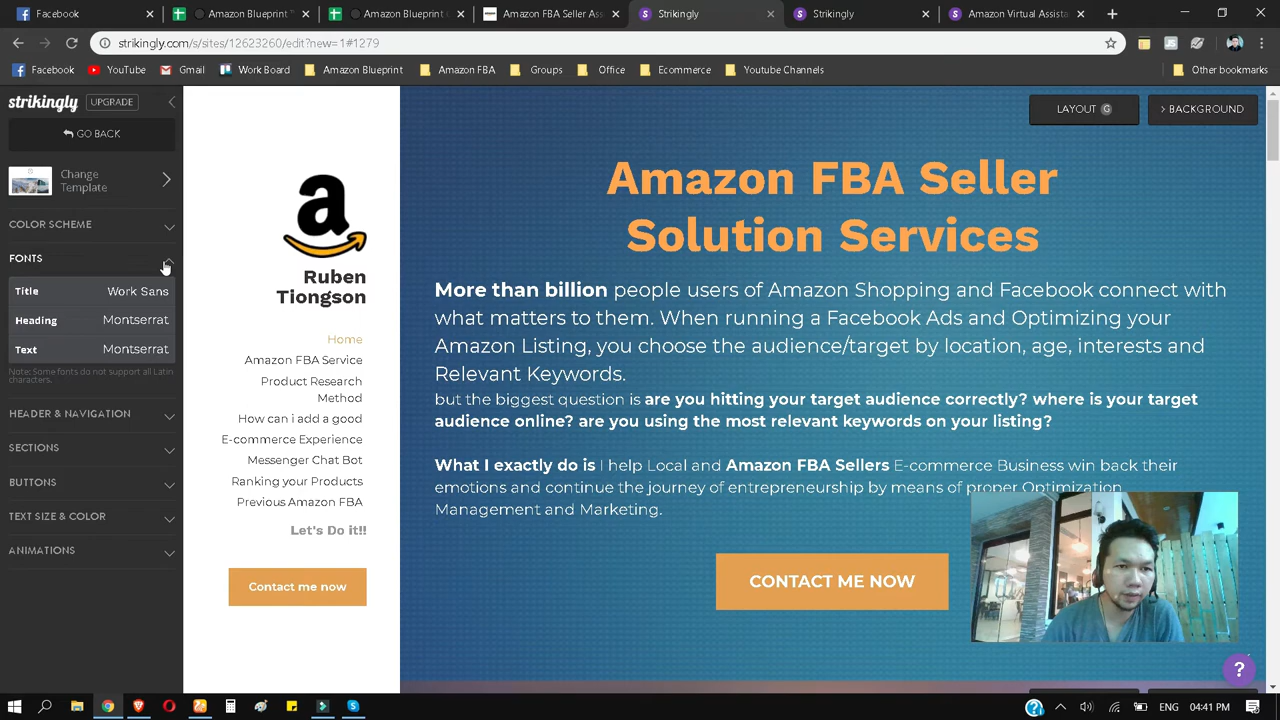 Amazon Blueprint
Amazon Blueprint
Amazon FBA Seller Ass
Strikingly
Strikingly
Amazon Virtual Assista
strikingly.com/s/sites/12623260/edit?new=1#1279
Facebook
YouTube
Gmail
Work Board
Amazon Blueprint
Amazon FBA
Groups
Office
Ecommerce
Youtube Channels
Other bookmarks
strikingly
UPGRADE
GO BACK
Change
Template
COLOR SCHEME
FONTS
Title Work Sans
Heading Montserrat
Text Montserrat
Note: Some fonts do not support all Latin
characters.
HEADER & NAVIGATION
SECTIONS
BUTTONS
TEXT SIZE & COLOR
ANIMATIONS
a
Ruben
Tiongson
Home
Amazon FBA Service
Product Research
Method
How can i add a good
E-commerce Experience
Messenger Chat Bot
Ranking your Products
Previous Amazon FBA
Let's Do it!!
Contact me now
LAYOUT G
BACKGROUND
Amazon FBA Seller
Solution Services
More than billion people users of Amazon Shopping and Facebook connect with
what matters to them. When running a Facebook Ads and Optimizing your
Amazon Listing, you choose the audience/target by location, age, interests and
Relevant Keywords.
but the biggest question is are you hitting your target audience correctly? where is your target
audience online? are you using the most relevant keywords on your listing?
What I exactly do is I help Local and Amazon FBA Sellers E-commerce Business win back their
emotions and continue the journey of entrepreneurship by means of proper Optimization
Management and Marketing.
CONTACT ME NOW
?
ENG
04:41 PM